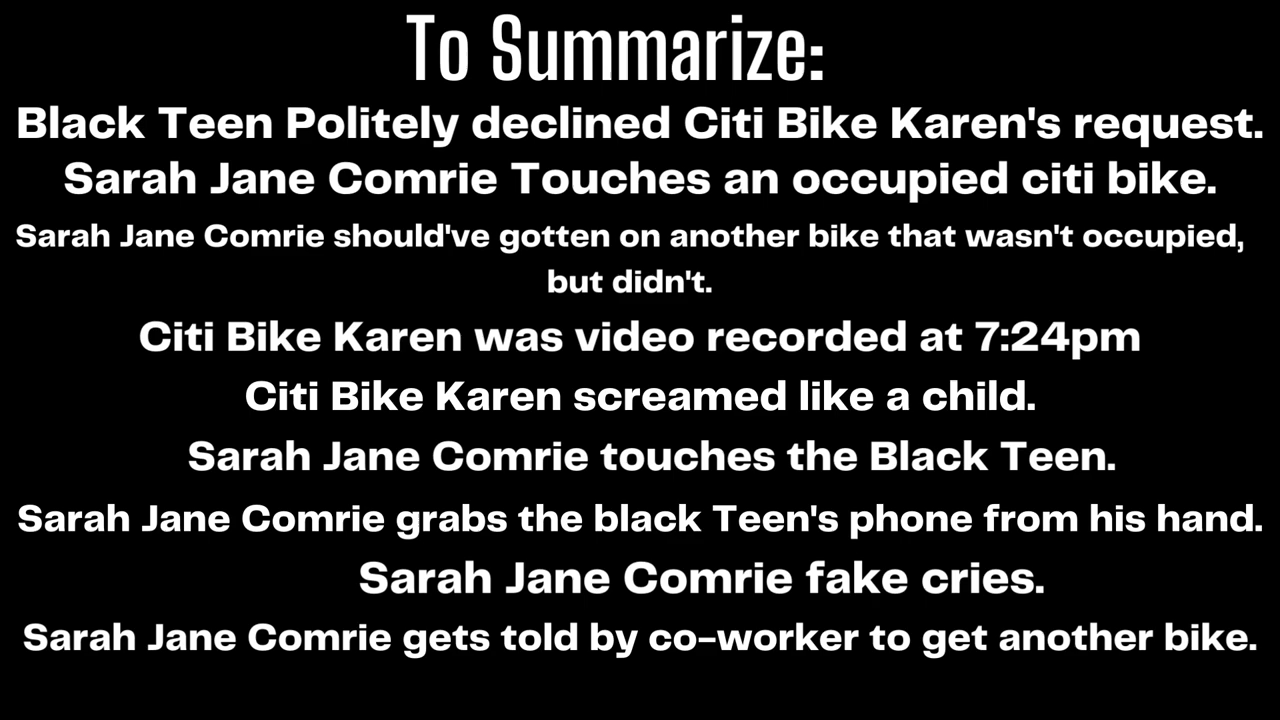 To Summarize:
Black Teen Politely declined Citi Bike Karen's request.
Sarah Jane Comrie Touches an occupied citi bike.
Sarah Jane Comrie should've gotten on another bike that wasn't occupied,
but didn't.
Citi Bike Karen was video recorded at 7:24pm
Citi Bike Karen screamed like a child.
Sarah Jane Comrie touches the Black Teen.
Sarah Jane Comrie grabs the black Teen's phone from his hand.
Sarah Jane Comrie fake cries.
Sarah Jane Comrie gets told by co-worker to get another bike.